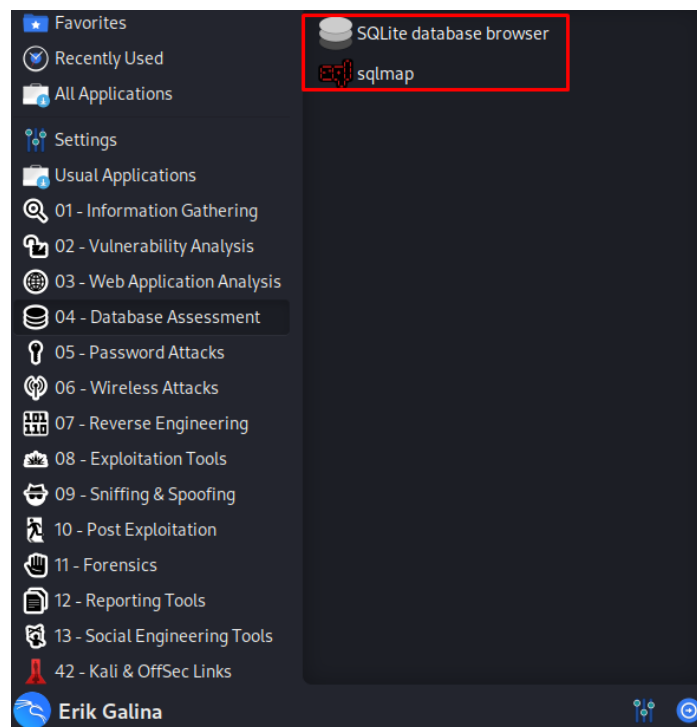 Favorites
Recently Used
All Applications
Settings
Usual Applications
01 - Information Gathering
02 - Vulnerability Analysis
03 - Web Application Analysis
04 - Database Assessment
05 - Password Attacks
06 - Wireless Attacks
07 - Reverse Engineering
08 - Exploitation Tools
09 - Sniffing & Spoofing
10 - Post Exploitation
11 - Forensics
12 - Reporting Tools
13 - Social Engineering Tools
42 - Kali & OffSec Links
Erik Galina
SQLite database browser
sqlmap